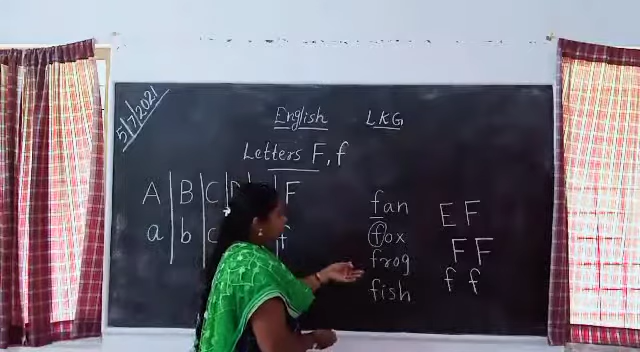 5/7/2021
English LKG
Letters F, f
A B C D F
a b c f
fan
fox
frog
fish
E F
F F
f f